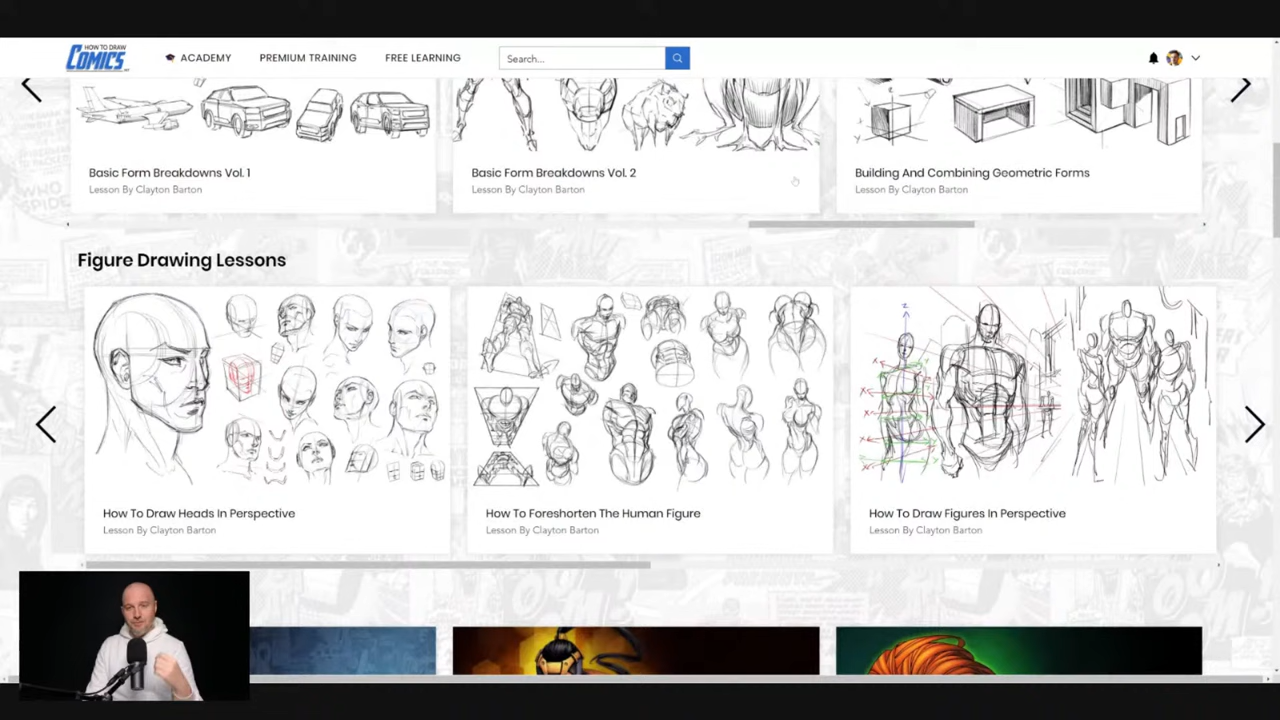 HOW TO DRAW
COMICS
ACADEMY
PREMIUM TRAINING
FREE LEARNING
Search...
Basic Form Breakdowns Vol. 1
Lesson By Clayton Barton
Basic Form Breakdowns Vol. 2
Lesson By Clayton Barton
Building And Combining Geometric Forms
Lesson By Clayton Barton
Figure Drawing Lessons
How To Draw Heads In Perspective
Lesson By Clayton Barton
How To Foreshorten The Human Figure
Lesson By Clayton Barton
How To Draw Figures In Perspective
Lesson By Clayton Barton